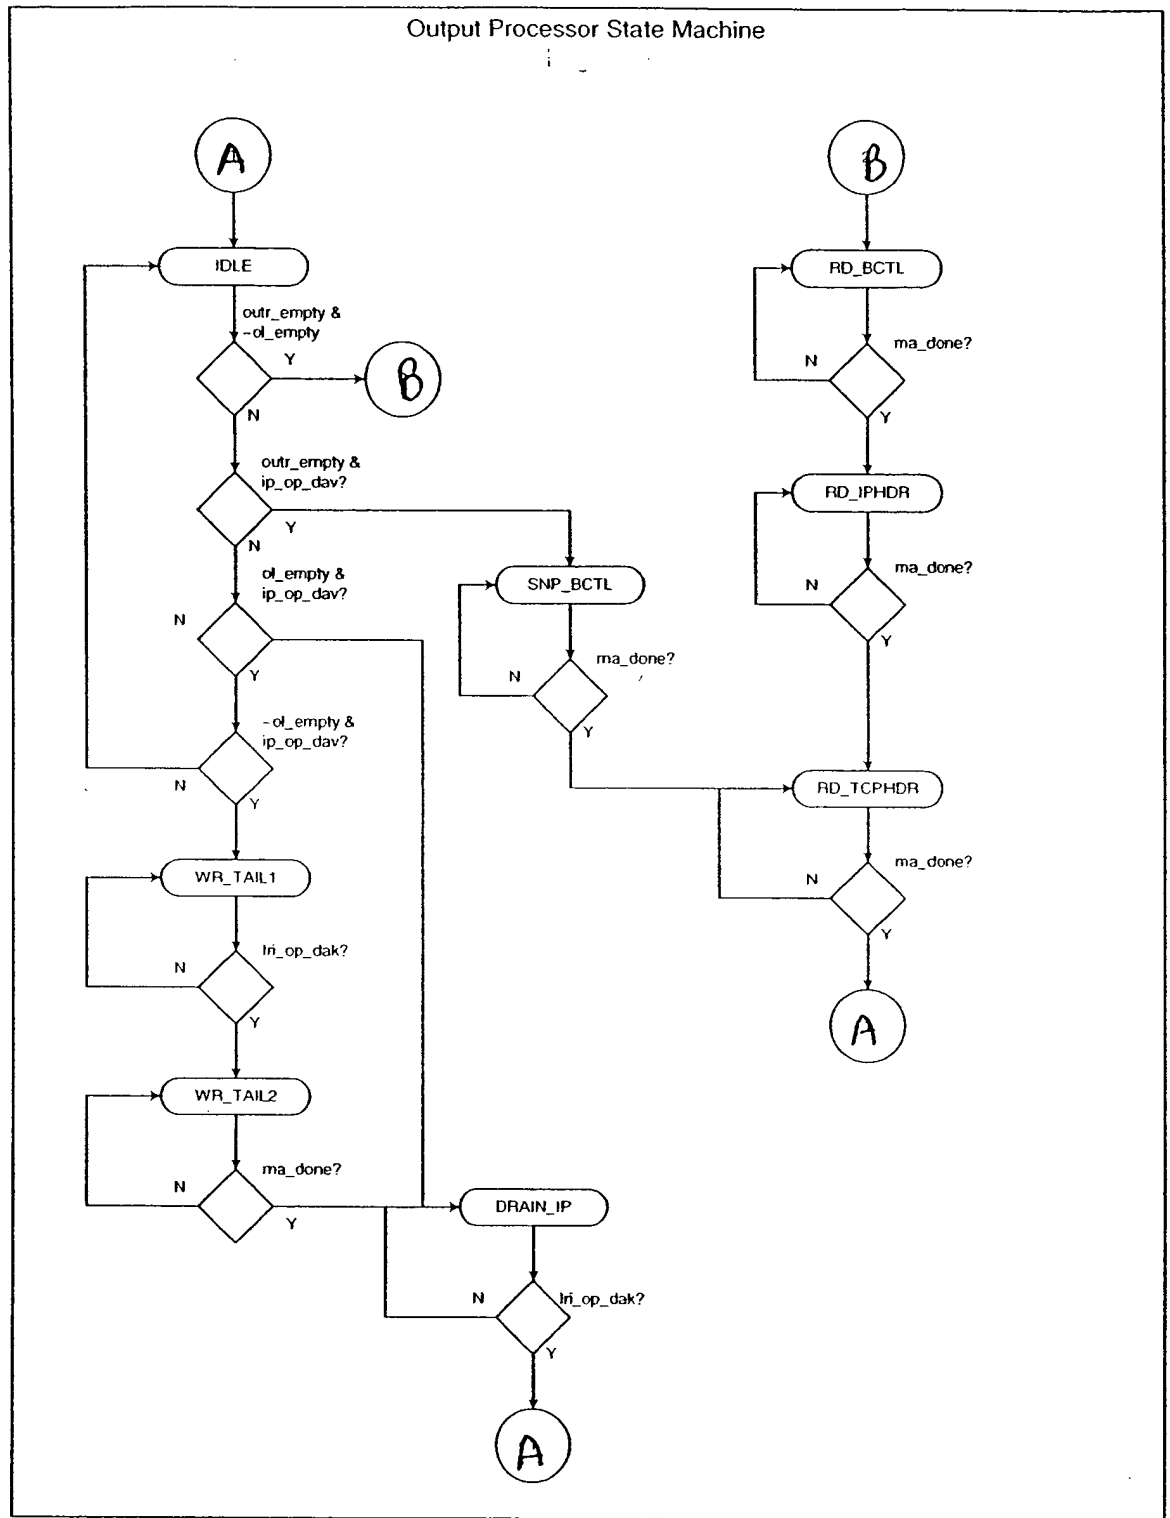 Output Processor State Machine
A
IDLE
outr_empty &
~ol_empty
Y
B
N
outr_empty &
ip_op_dav?
Y
N
ol_empty &
ip_op_dav?
N
Y
~ol_empty &
ip_op_dav?
N
Y
WR_TAIL1
lri_op_dak?
N
Y
WR_TAIL2
ma_done?
N
Y
SNP_BCTL
ma_done?
N
Y
DRAIN_IP
lri_op_dak?
N
Y
A
B
RD_BCTL
ma_done?
N
Y
RD_IPHDR
ma_done?
N
Y
RD_TCPHDR
ma_done?
N
Y
A